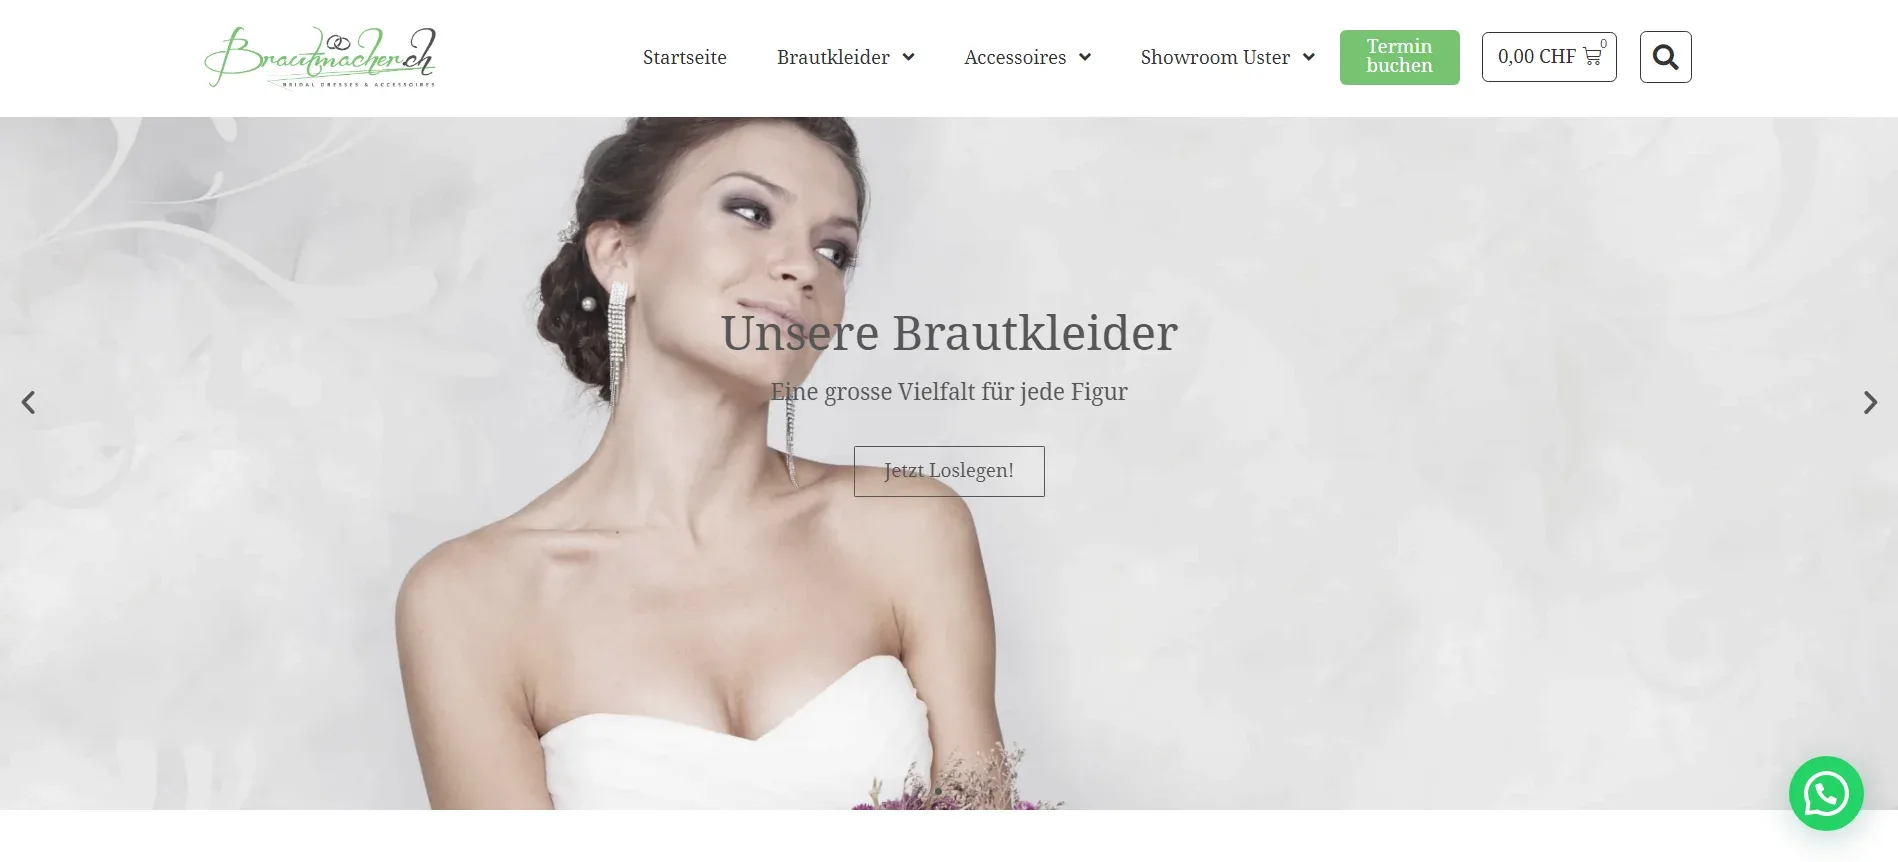 Brautmacher.ch
BRIDAL DRESSES & ACCESSOIRES
Startseite
Brautkleider
Accessoires
Showroom Uster
Termin
buchen
0,00 CHF
0
Unsere Brautkleider
Eine grosse Vielfalt für jede Figur
Jetzt Loslegen!